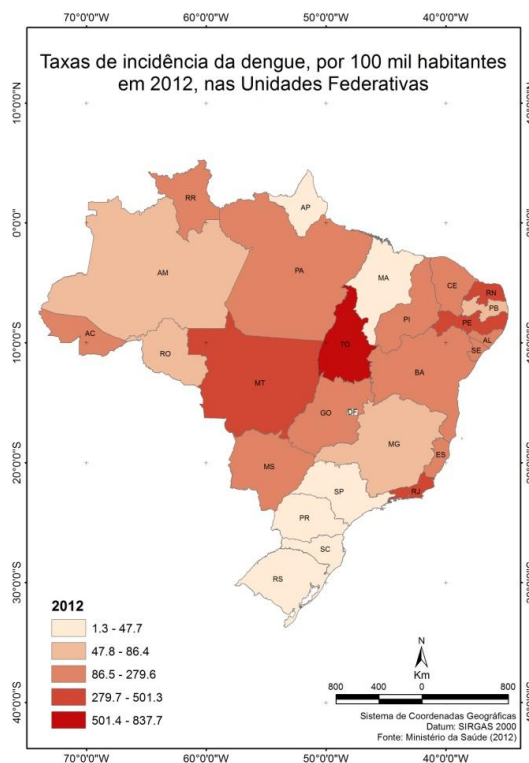 70°0'0"W 60°0'0"W 50°0'0"W 40°0'0"W
Taxas de incidência da dengue, por 100 mil habitantes
em 2012, nas Unidades Federativas
10°0'0"N
0°0'0"
10°0'0"S
20°0'0"S
30°0'0"S
40°0'0"S
RR
AP
AM
PA
MA
CE
RN
PB
PI
PE
AL
SE
AC
TO
RO
BA
MT
GO
DF
MG
ES
MS
SP
RJ
PR
SC
RS
2012
1.3 - 47.7
47.8 - 86.4
86.5 - 279.6
279.7 - 501.3
501.4 - 837.7
N
Km
800 400 0 800
Sistema de Coordenadas Geográficas
Datum: SIRGAS 2000
Fonte: Ministério da Saúde (2012)
70°0'0"W 60°0'0"W 50°0'0"W 40°0'0"W